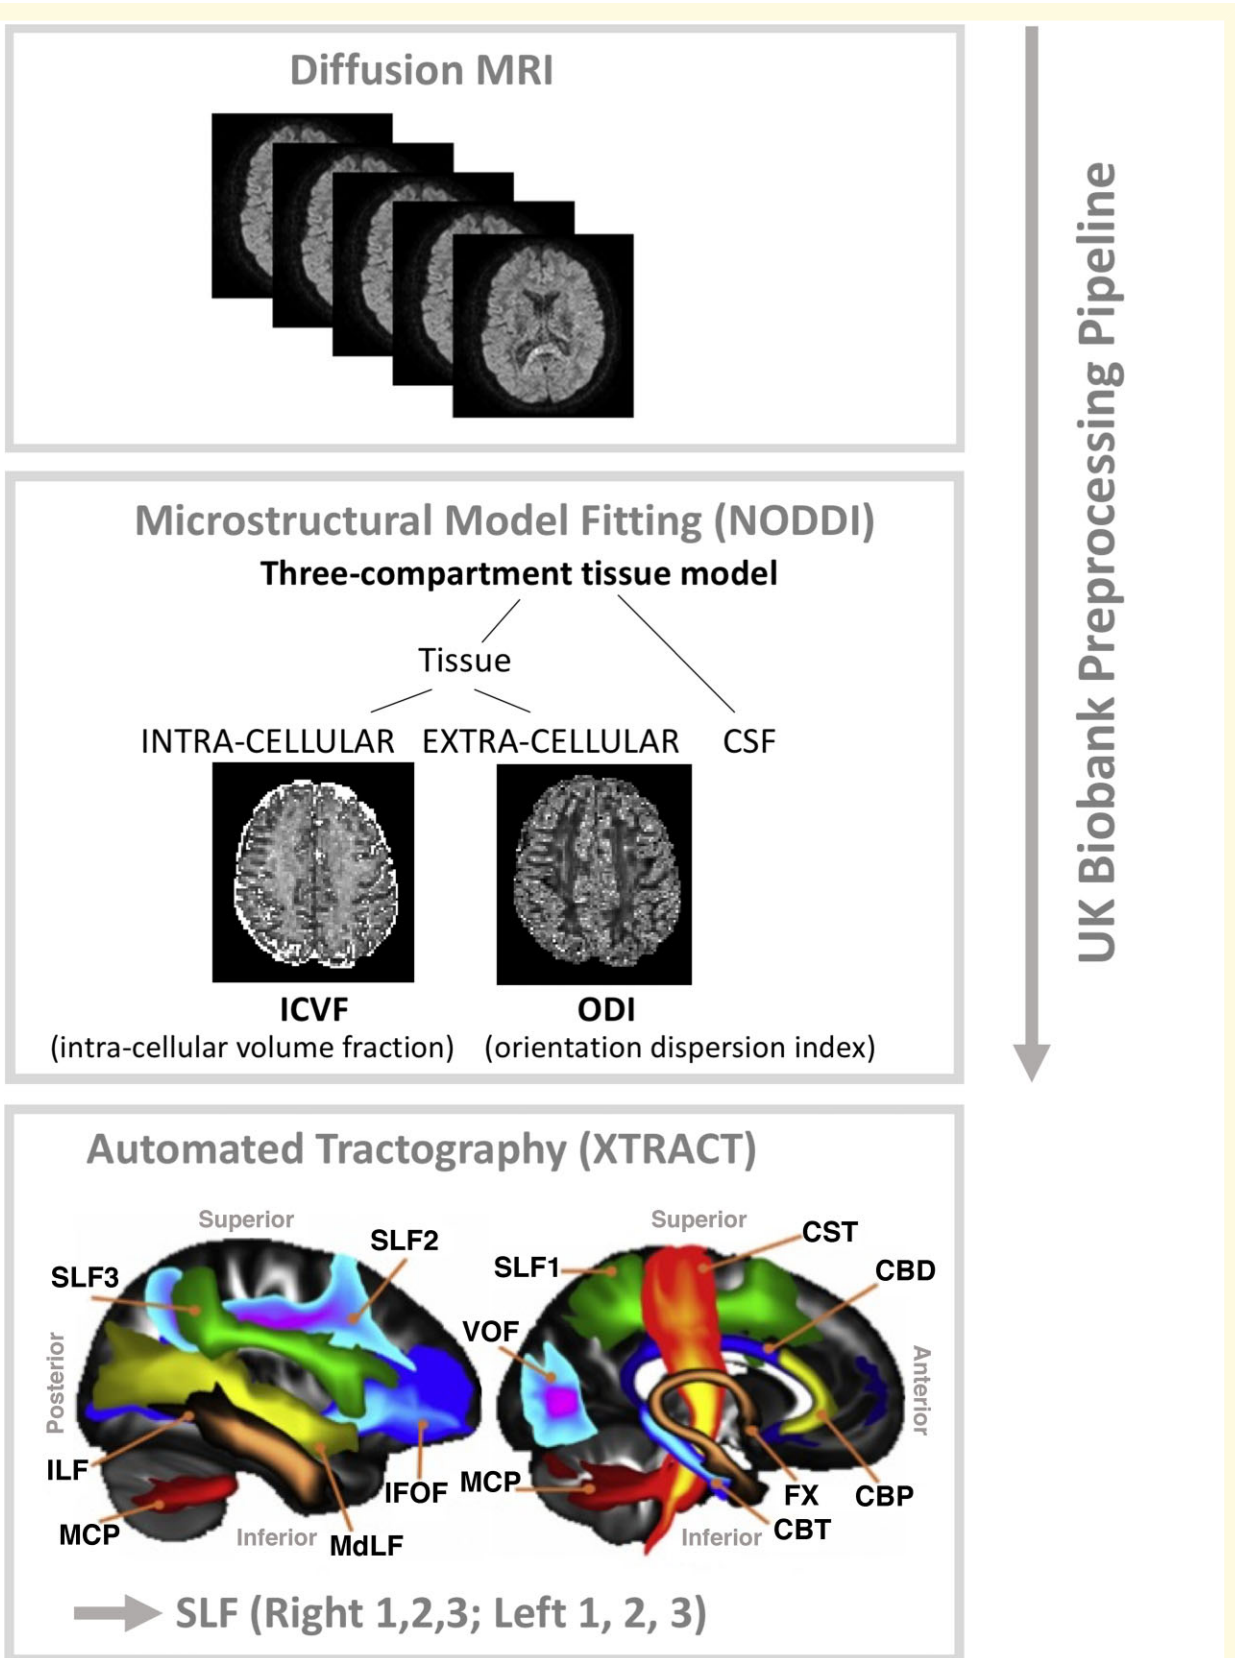 Diffusion MRI
UK Biobank Preprocessing Pipeline
Microstructural Model Fitting (NODDI)
Three-compartment tissue model
Tissue
INTRA-CELLULAR EXTRA-CELLULAR CSF
ICVF ODI
(intra-cellular volume fraction) (orientation dispersion index)
Automated Tractography (XTRACT)
Superior
SLF2
SLF3
Posterior
ILF
MCP
IFOF
Inferior
MdLF
Superior
CST
SLF1
CBD
VOF
Anterior
MCP
FX
CBP
CBT
Inferior
SLF (Right 1,2,3; Left 1, 2, 3)